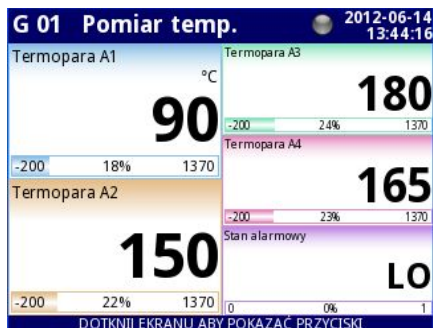 G 01 Pomiar temp.
2012-06-14
13:44:16
Termopara A1
°C
90
-200 18% 1370
Termopara A2
150
-200 22% 1370
Termopara A3
180
-200 24% 1370
Termopara A4
165
-200 23% 1370
Stan alarmowy
LO
0 0% 1
DOTKNIJ EKRANU ABY POKAZAĆ PRZYCISKI